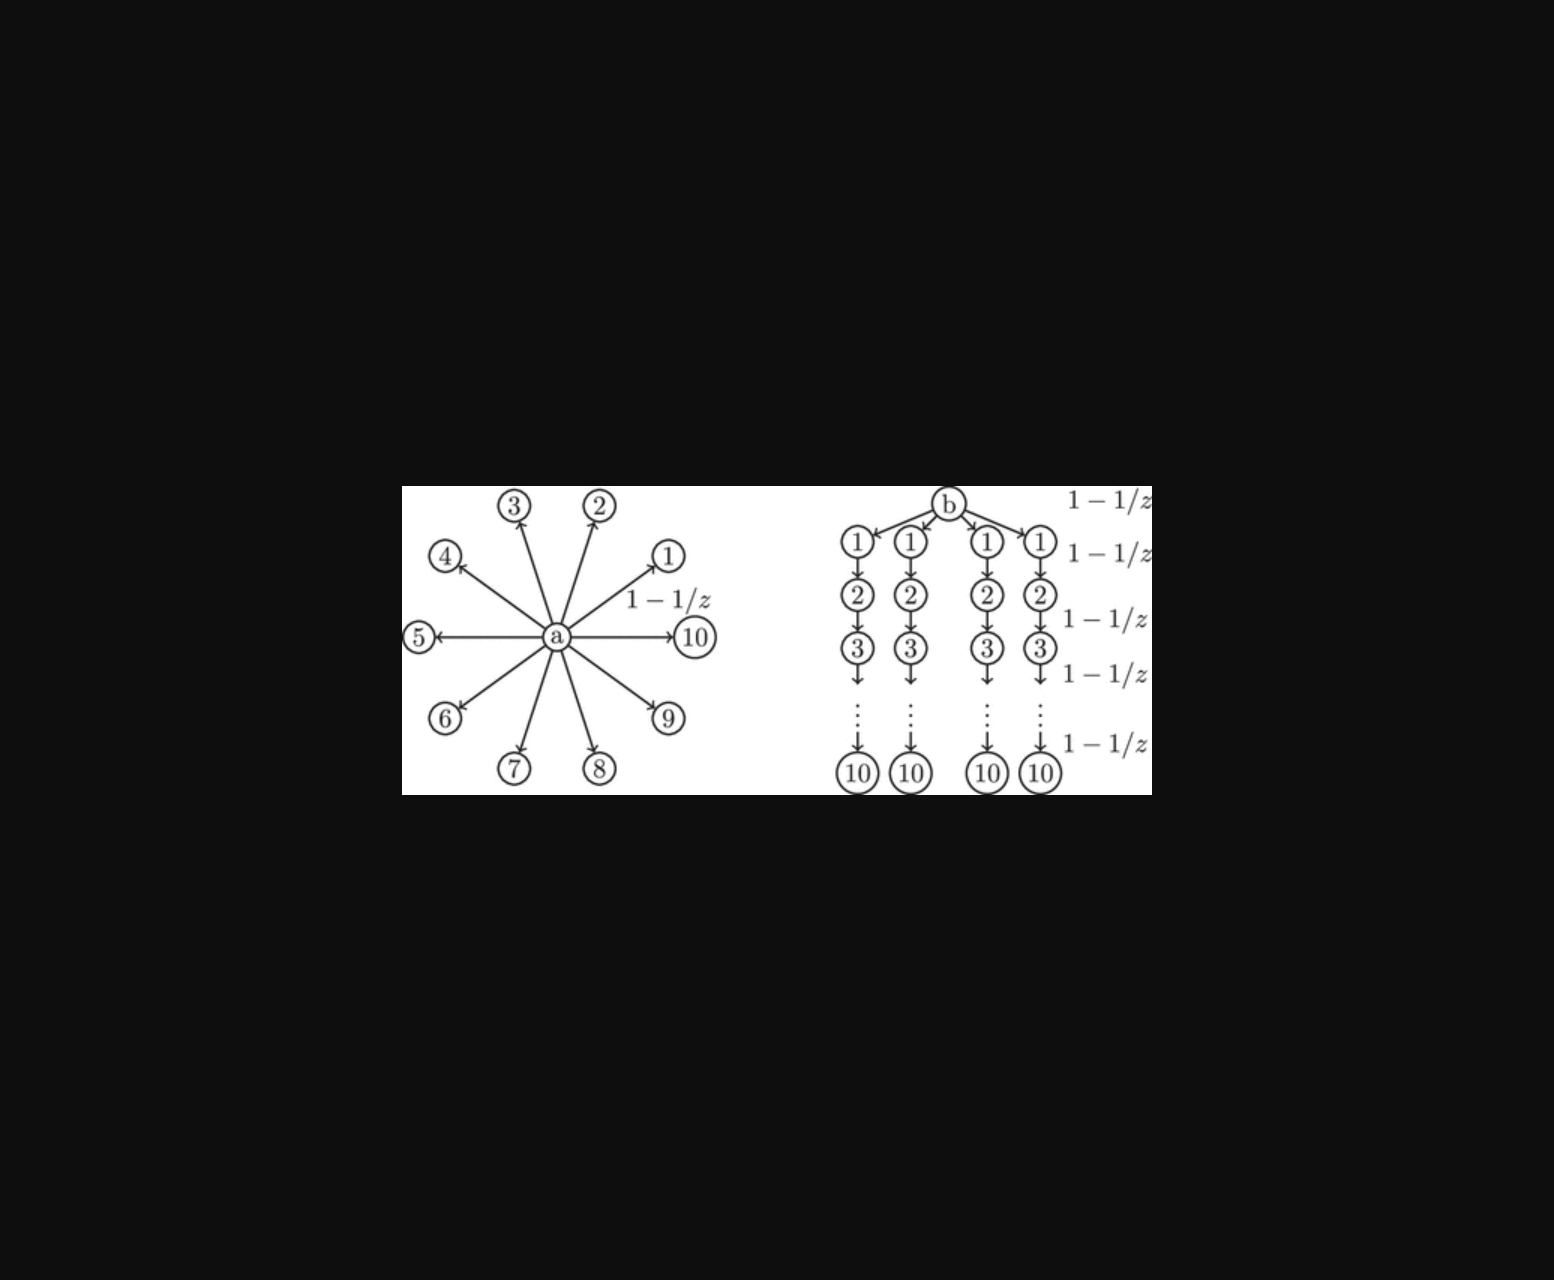 3 2
4 1
1 − 1/z
5 a 10
6 9
7 8
b 1 − 1/z
1 1 1 1 1 − 1/z
2 2 2 2
1 − 1/z
3 3 3 3
1 − 1/z
⋮ ⋮ ⋮ ⋮
1 − 1/z
10 10 10 10